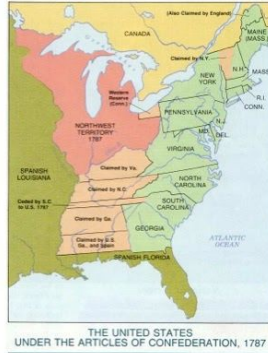 (Also Claimed by England)
MAINE
(MASS.)
CANADA
Claimed by N.Y.
N.H.
MASS.
NEW
YORK
R.I.
CONN.
Western
Reserve
(Conn.)
PENNSYLVANIA
N.J.
NORTHWEST
TERRITORY
1787
MD.
DEL.
VIRGINIA
SPANISH
LOUISIANA
Claimed by Va.
NORTH
CAROLINA
Claimed by N.C.
Ceded by S.C.
to U.S. 1787
SOUTH
CAROLINA
Claimed by Ga.
GEORGIA
Claimed by U.S.
Ga., and Spain
ATLANTIC
OCEAN
SPANISH FLORIDA
THE UNITED STATES
UNDER THE ARTICLES OF CONFEDERATION, 1787